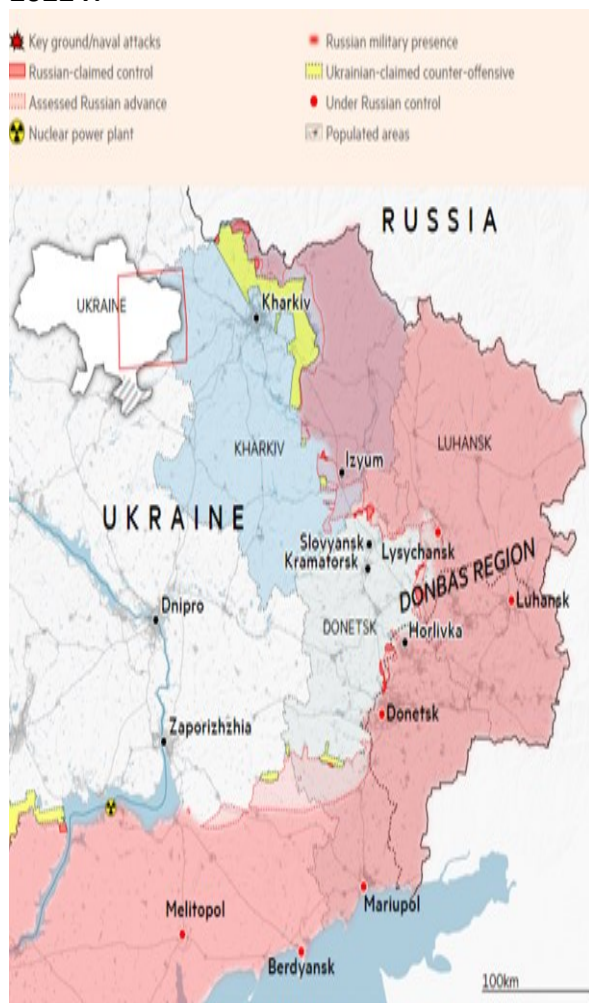 Key ground/naval attacks
Russian military presence
Russian-claimed control
Ukrainian-claimed counter-offensive
Assessed Russian advance
Under Russian control
Nuclear power plant
Populated areas
RUSSIA
UKRAINE
Kharkiv
KHARKIV
LUHANSK
Izyum
UKRAINE
Slovyansk
Lysychansk
Kramatorsk
DONBAS REGION
Luhansk
Dnipro
DONETSK
Horlivka
Donetsk
Zaporizhzhia
Mariupol
Melitopol
Berdyansk
100km